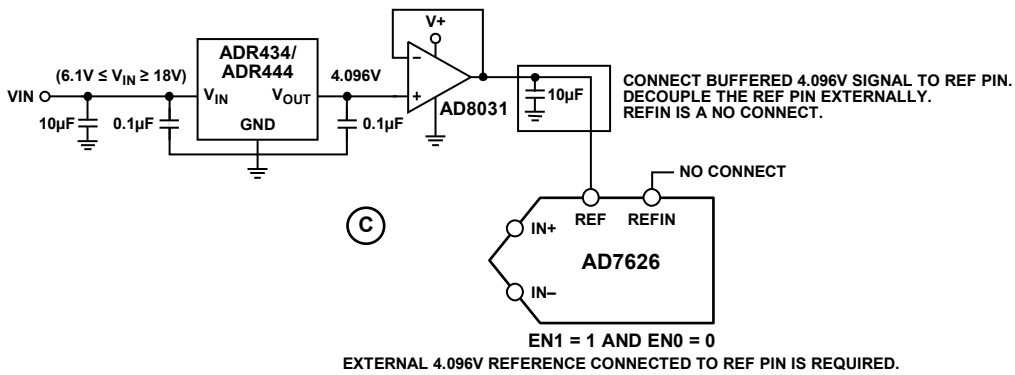 V+
ADR434/
ADR444
(6.1V ≤ VIN ≥ 18V)
4.096V
VIN
VIN
VOUT
GND
10µF
0.1µF
0.1µF
−
+
AD8031
10µF
CONNECT BUFFERED 4.096V SIGNAL TO REF PIN.
DECOUPLE THE REF PIN EXTERNALLY.
REFIN IS A NO CONNECT.
NO CONNECT
C
REF
REFIN
IN+
AD7626
IN–
EN1 = 1 AND EN0 = 0
EXTERNAL 4.096V REFERENCE CONNECTED TO REF PIN IS REQUIRED.